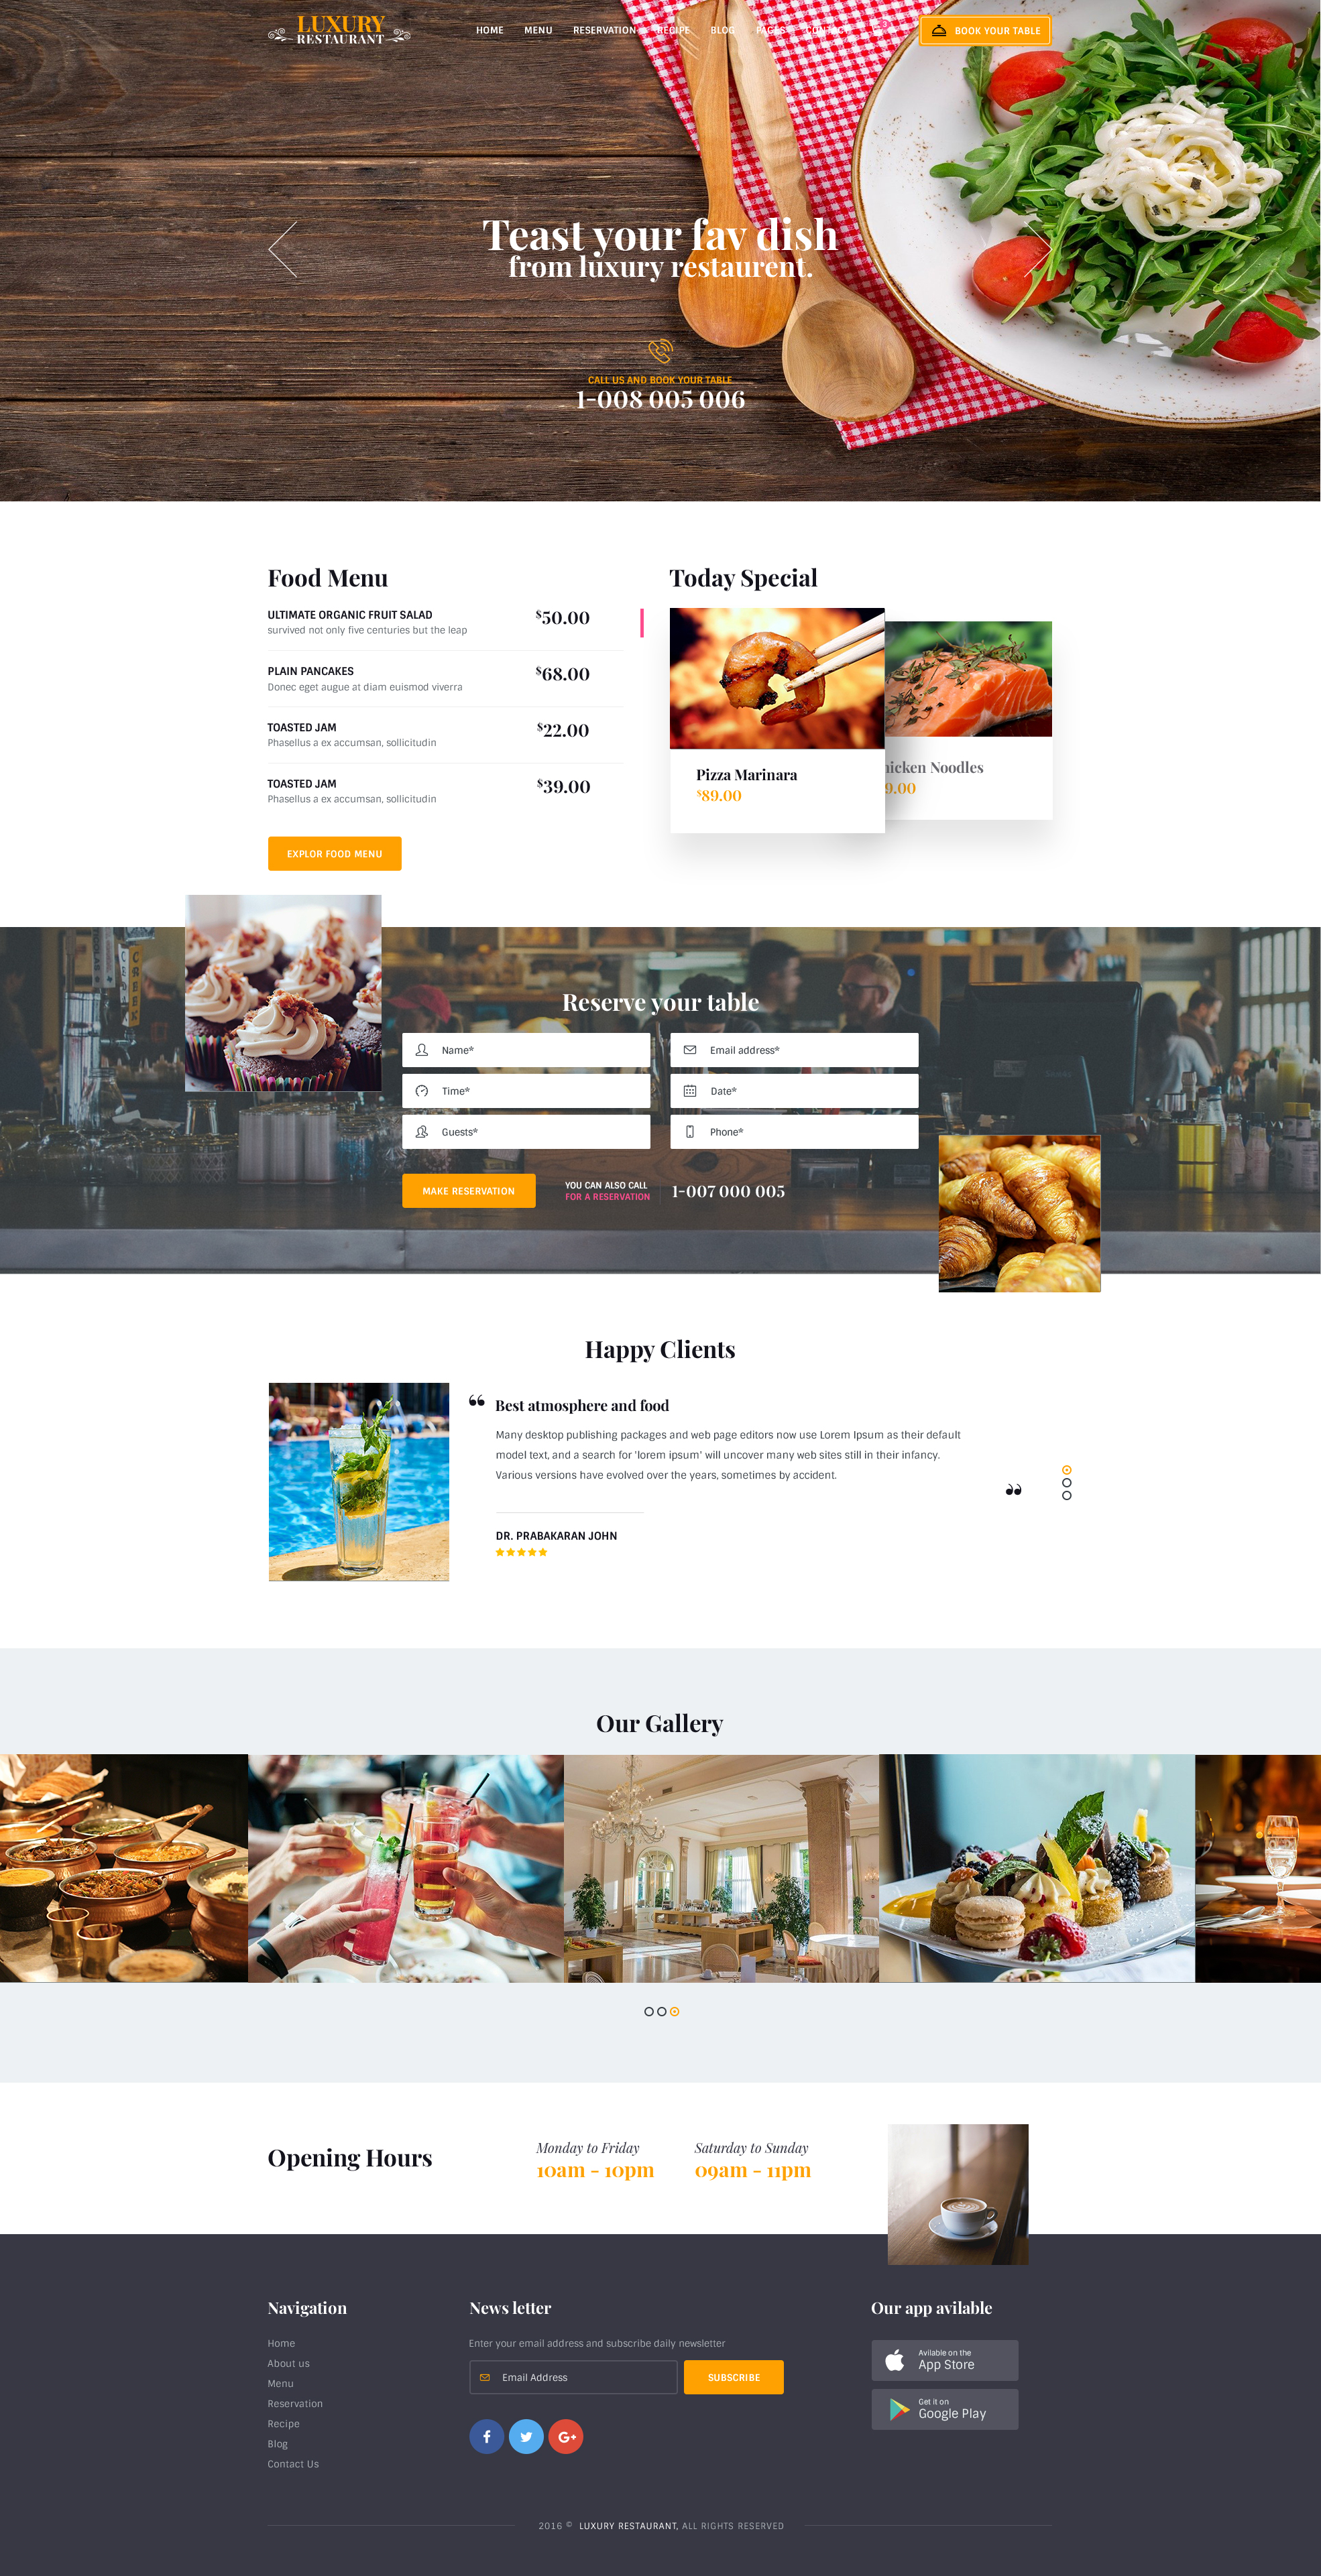 LUXURY
RESTAURANT
HOME MENU RESERVATION RECIPE BLOG PAGES CONTACT
BOOK YOUR TABLE
Teast your fav dish
from luxury restaurent.
CALL US AND BOOK YOUR TABLE
1-008 005 006
Food Menu
ULTIMATE ORGANIC FRUIT SALAD $50.00
survived not only five centuries but the leap
PLAIN PANCAKES $68.00
Donec eget augue at diam euismod viverra
TOASTED JAM $22.00
Phasellus a ex accumsan, sollicitudin
TOASTED JAM $39.00
Phasellus a ex accumsan, sollicitudin
EXPLOR FOOD MENU
Today Special
Pizza Marinara
$89.00
hicken Noodles
9.00
Reserve your table
Name* Email address*
Time* Date*
Guests* Phone*
MAKE RESERVATION
YOU CAN ALSO CALL
FOR A RESERVATION
1-007 000 005
Happy Clients
“ Best atmosphere and food
Many desktop publishing packages and web page editors now use Lorem Ipsum as their default
model text, and a search for 'lorem ipsum' will uncover many web sites still in their infancy.
Various versions have evolved over the years, sometimes by accident.
”
DR. PRABAKARAN JOHN
Our Gallery
Opening Hours
Monday to Friday
10am - 10pm
Saturday to Sunday
09am - 11pm
Navigation
Home
About us
Menu
Reservation
Recipe
Blog
Contact Us
News letter
Enter your email address and subscribe daily newsletter
Email Address
SUBSCRIBE
f G+
Our app avilable
Avilable on the
App Store
Get it on
Google Play
2016 © LUXURY RESTAURANT, ALL RIGHTS RESERVED